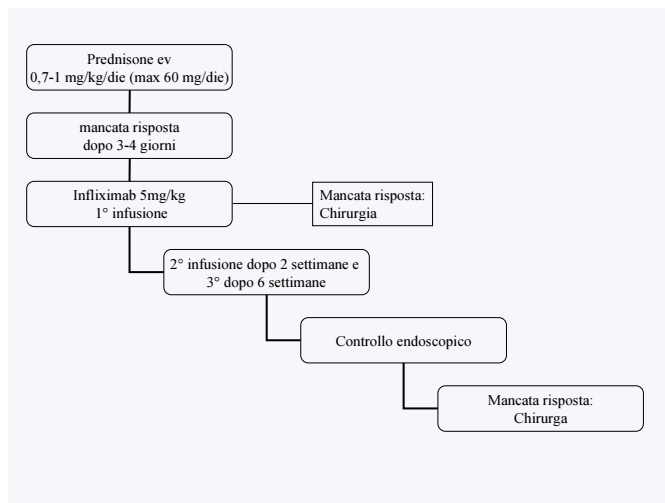 Prednisone ev
0,7-1 mg/kg/die (max 60 mg/die)
mancata risposta
dopo 3-4 giorni
Infliximab 5mg/kg
1° infusione
Mancata risposta:
Chirurgia
2° infusione dopo 2 settimane e
3° dopo 6 settimane
Controllo endoscopico
Mancata risposta:
Chirurga